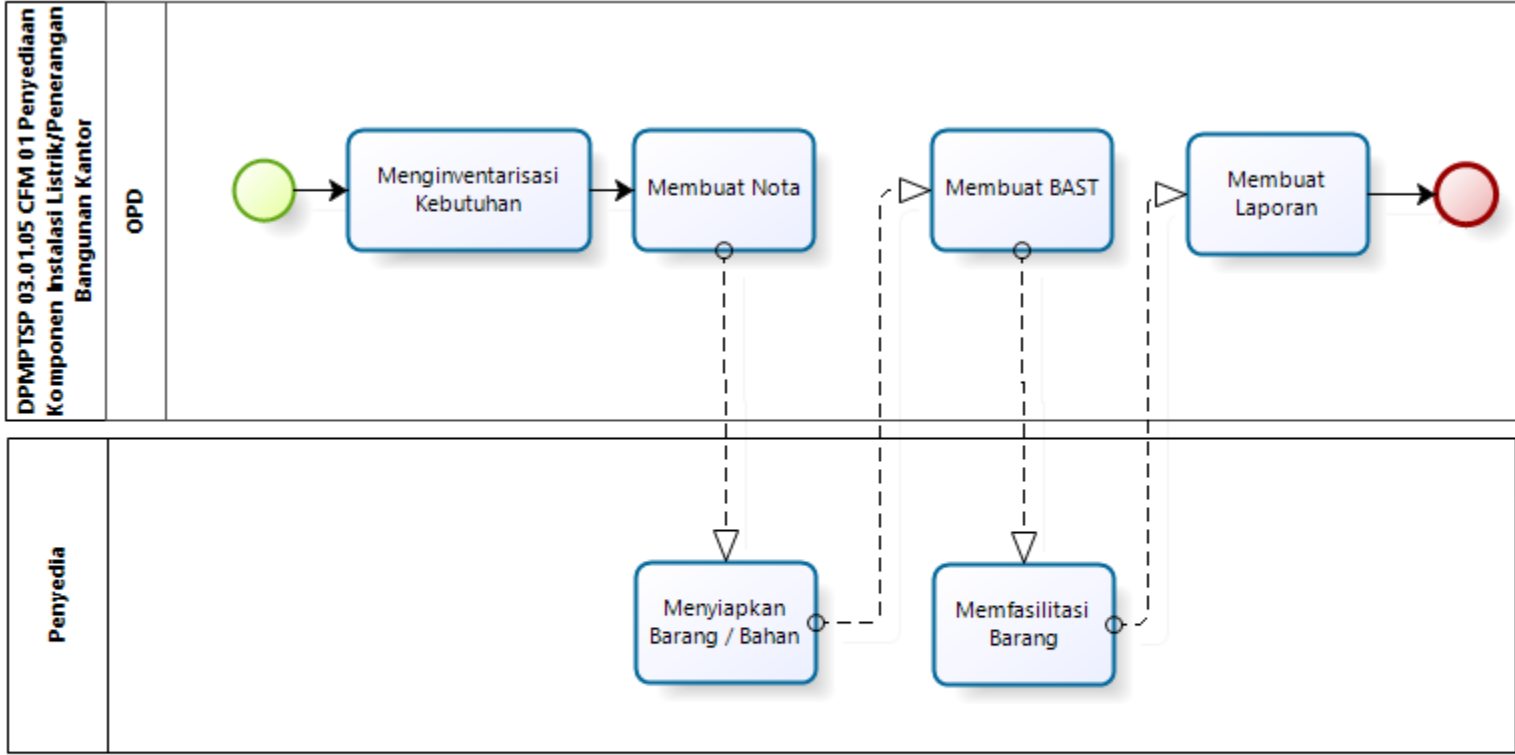 DPMPTSP 03.01.05 CFM 01 Penyediaan
Komponen Instalasi Listrik/Penerangan
Bangunan Kantor
OPD
Menginventarisasi
Kebutuhan
Membuat Nota
Membuat BAST
Membuat
Laporan
Penyedia
Menyiapkan
Barang / Bahan
Memfasilitasi
Barang